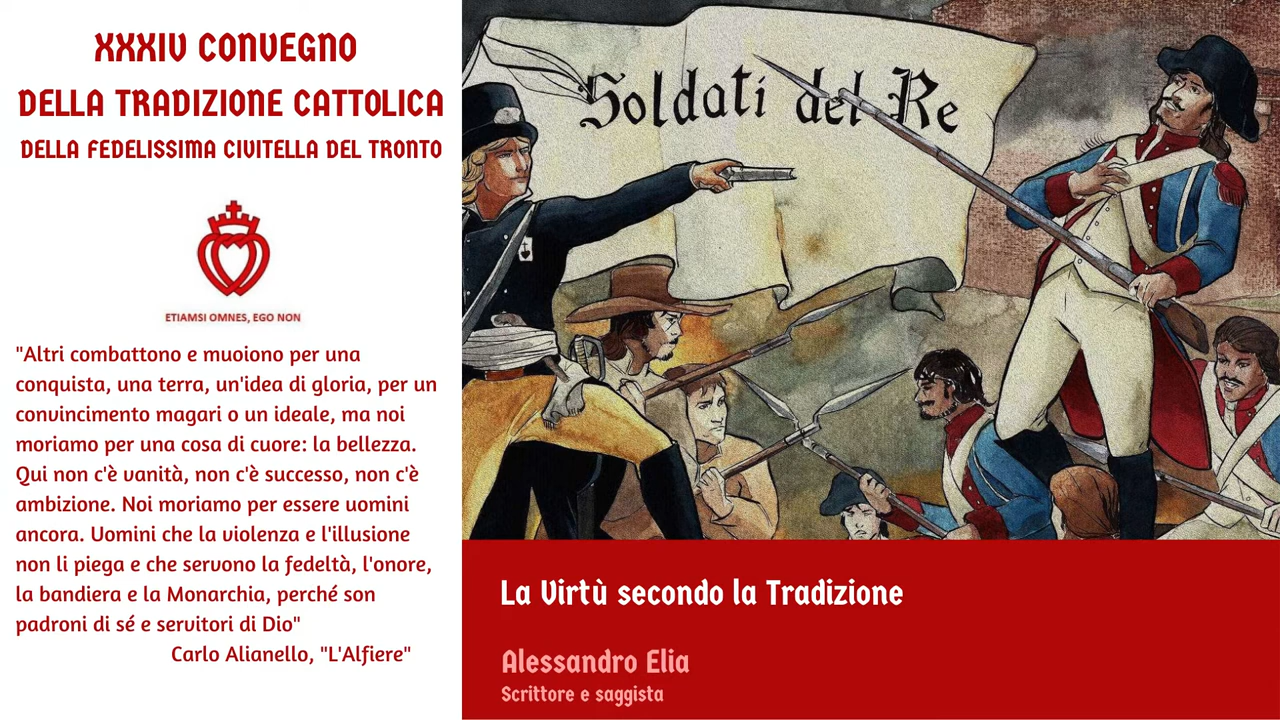 XXXIV CONVEGNO
DELLA TRADIZIONE CATTOLICA
DELLA FEDELISSIMA CIVITELLA DEL TRONTO
ETIAMSI OMNES, EGO NON
"Altri combattono e muoiono per una
conquista, una terra, un'idea di gloria, per un
convincimento magari o un ideale, ma noi
moriamo per una cosa di cuore: la bellezza.
Qui non c'è vanità, non c'è successo, non c'è
ambizione. Noi moriamo per essere uomini
ancora. Uomini che la violenza e l'illusione
non li piega e che servono la fedeltà, l'onore,
la bandiera e la Monarchia, perché son
padroni di sé e servitori di Dio"
Carlo Alianello, "L'Alfiere"
Soldati del Re
La Virtù secondo la Tradizione
Alessandro Elia
Scrittore e saggista